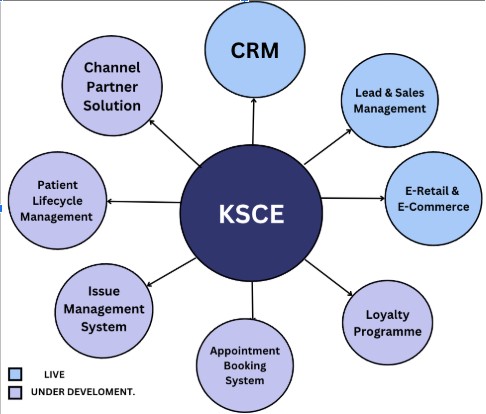 CRM
Channel
Partner
Solution
Lead & Sales
Management
Patient
Lifecycle
Management
KSCE
E-Retail &
E-Commerce
Issue
Management
System
Loyalty
Programme
Appointment
Booking
System
LIVE
UNDER DEVELOMENT.